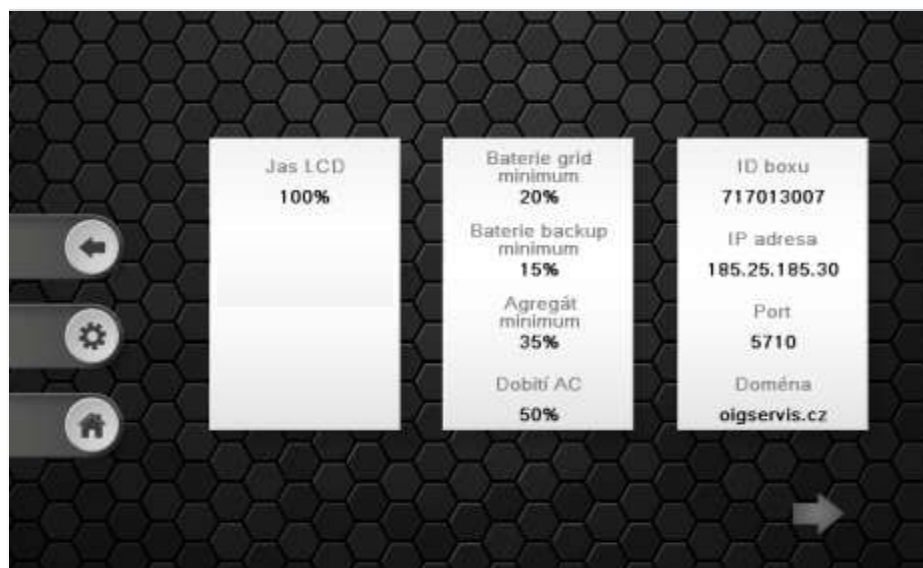 Jas LCD
100%
Baterie grid
minimum
20%
Baterie backup
minimum
15%
Agregát
minimum
35%
Dobití AC
50%
ID boxu
717013007
IP adresa
185.25.185.30
Port
5710
Doména
oigservis.cz